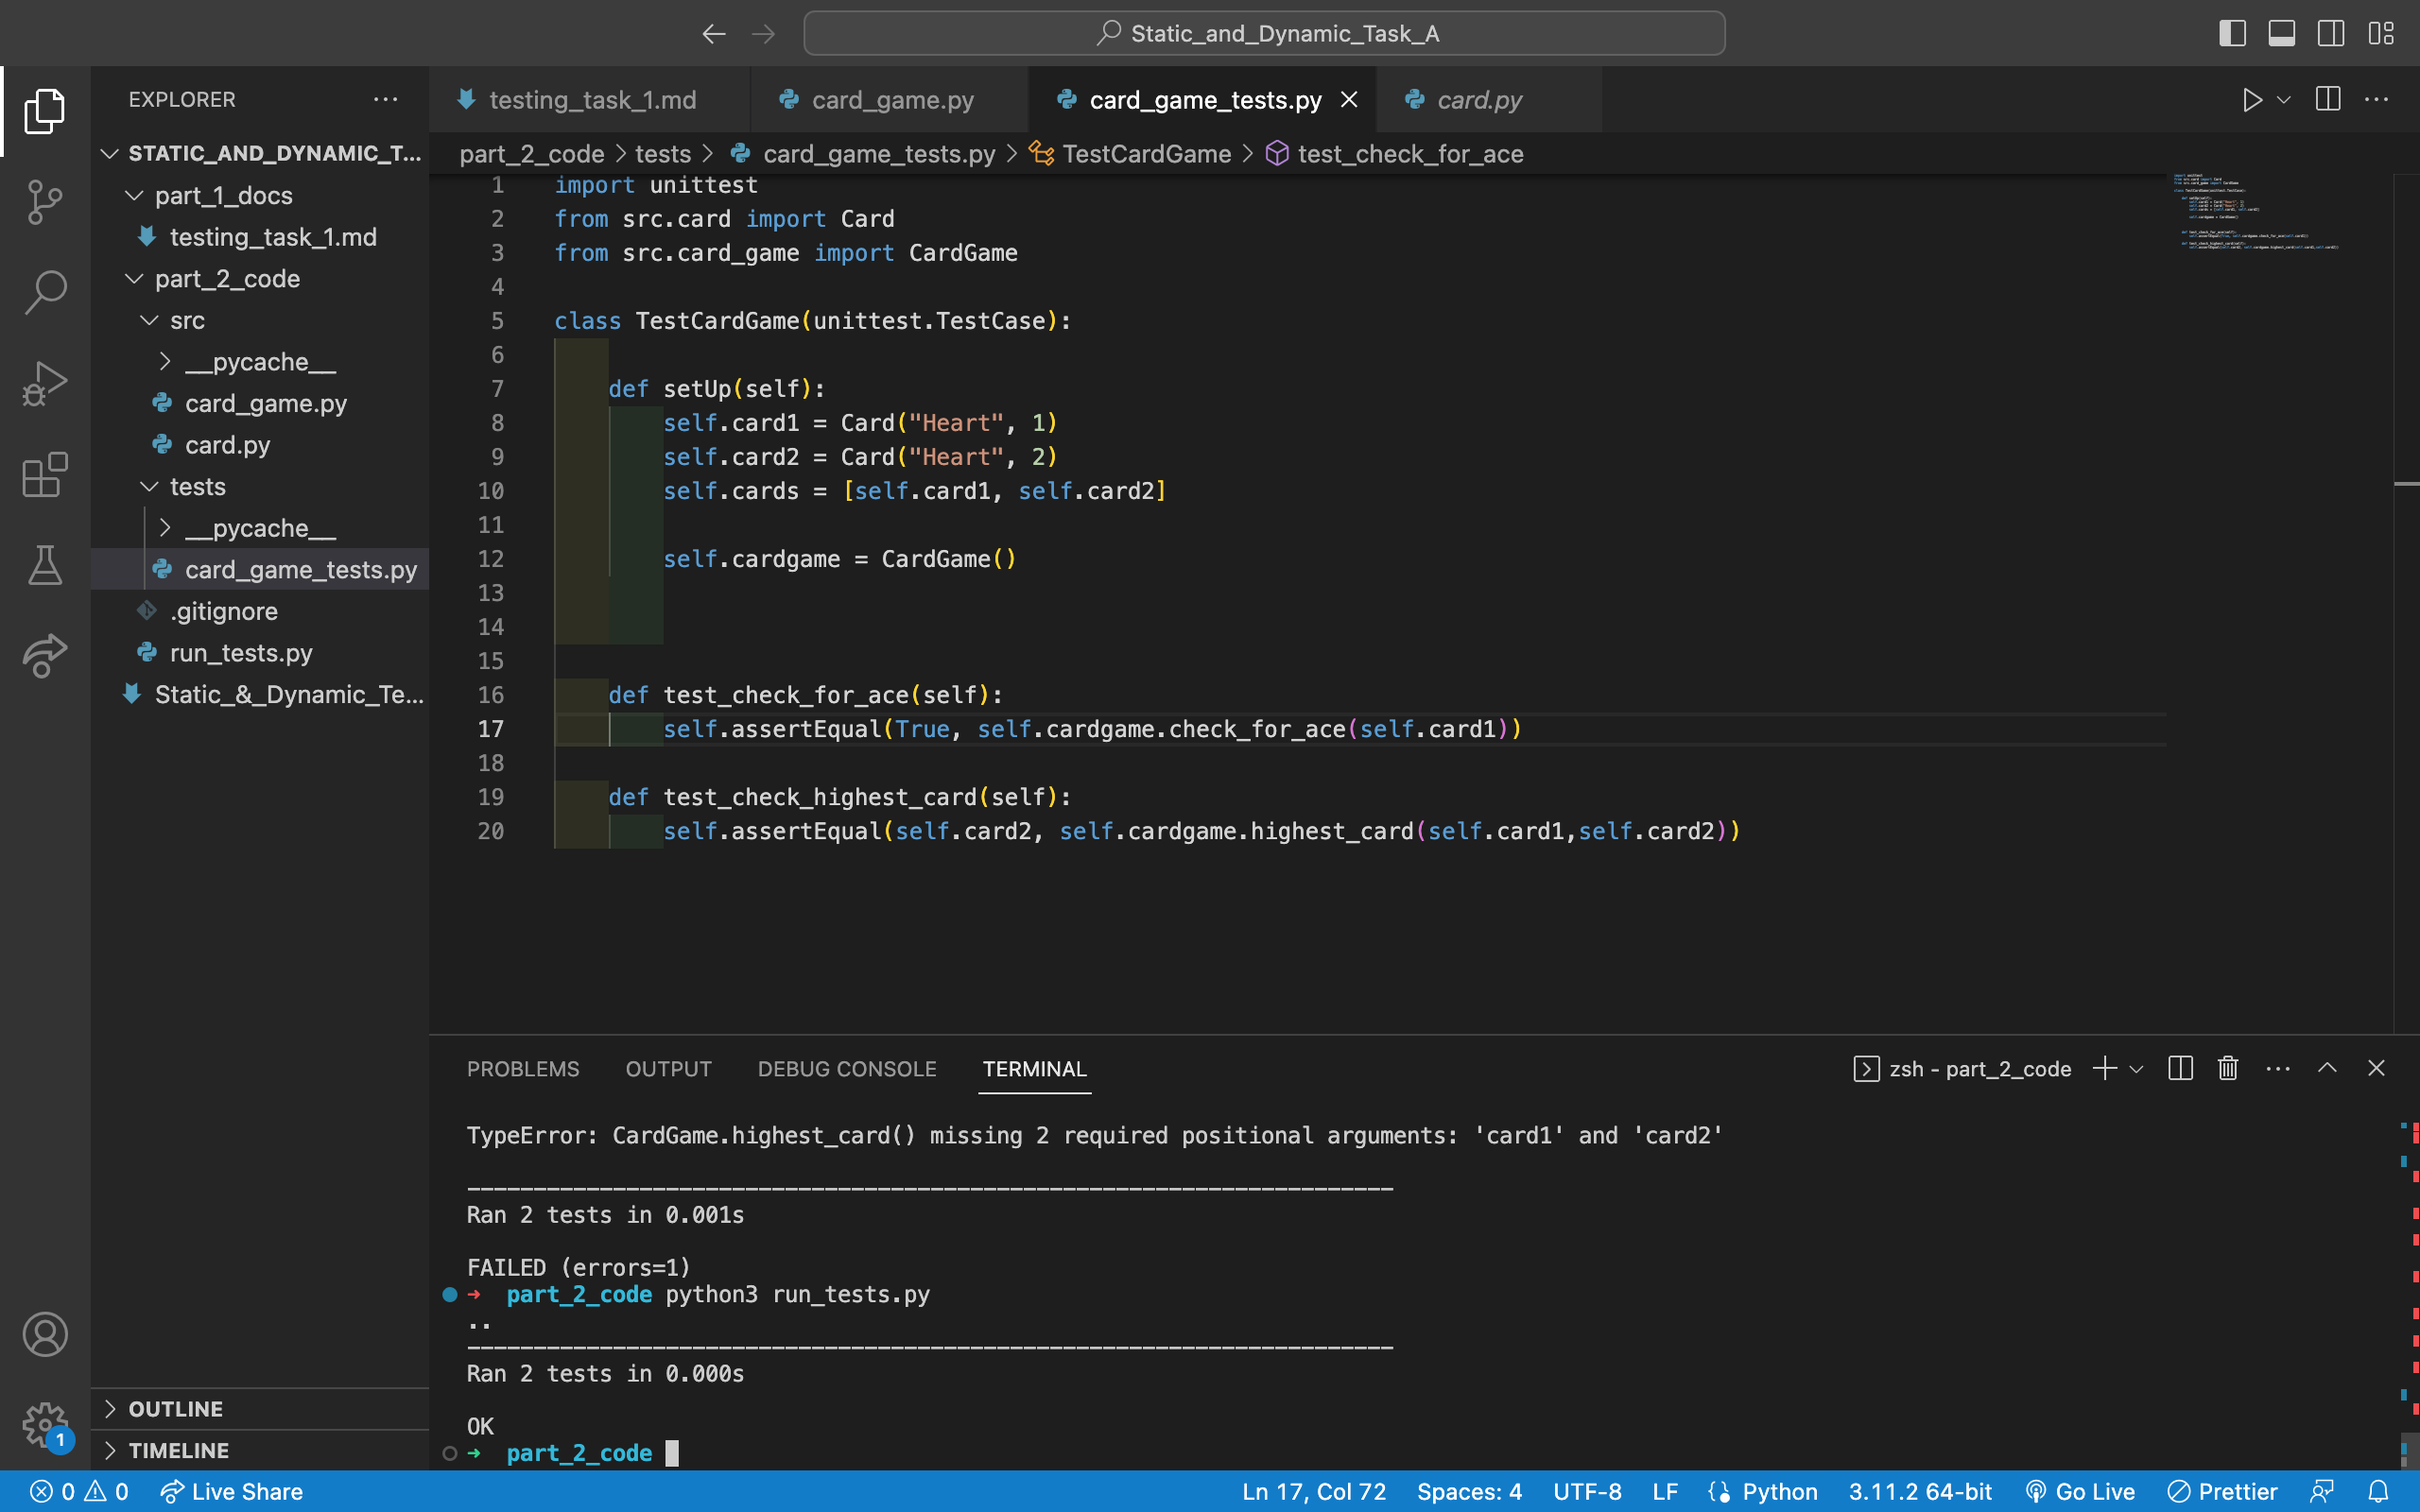 Static_and_Dynamic_Task_A
EXPLORER
STATIC_AND_DYNAMIC_T...
part_1_docs
testing_task_1.md
part_2_code
src
__pycache__
card_game.py
card.py
tests
__pycache__
card_game_tests.py
.gitignore
run_tests.py
Static_&_Dynamic_Te...
OUTLINE
TIMELINE
1
testing_task_1.md
card_game.py
card_game_tests.py
card.py
part_2_code > tests > card_game_tests.py > TestCardGame > test_check_for_ace
1 import unittest
2 from src.card import Card
3 from src.card_game import CardGame
4
5 class TestCardGame(unittest.TestCase):
6
7 def setUp(self):
8 self.card1 = Card("Heart", 1)
9 self.card2 = Card("Heart", 2)
10 self.cards = [self.card1, self.card2]
11
12 self.cardgame = CardGame()
13
14
15
16 def test_check_for_ace(self):
17 self.assertEqual(True, self.cardgame.check_for_ace(self.card1))
18
19 def test_check_highest_card(self):
20 self.assertEqual(self.card2, self.cardgame.highest_card(self.card1,self.card2))
PROBLEMS OUTPUT DEBUG CONSOLE TERMINAL
zsh - part_2_code
TypeError: CardGame.highest_card() missing 2 required positional arguments: 'card1' and 'card2'
----------------------------------------------------------------------
Ran 2 tests in 0.001s
FAILED (errors=1)
➜ part_2_code python3 run_tests.py
..
----------------------------------------------------------------------
Ran 2 tests in 0.000s
OK
➜ part_2_code
0 0 Live Share
Ln 17, Col 72 Spaces: 4 UTF-8 LF Python 3.11.2 64-bit Go Live Prettier